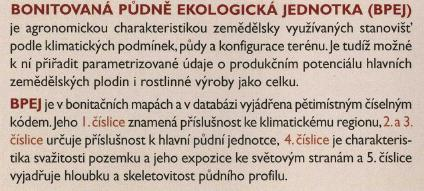 BONITOVANÁ PŮDNĚ EKOLOGICKÁ JEDNOTKA (BPEJ)
je agronomickou charakteristikou zemědělsky využívaných stanovišť
podle klimatických podmínek, půdy a konfigurace terénu. Je tudíž možné
k ní přiřadit parametrizované údaje o produkčním potenciálu hlavních
zemědělských plodin i rostlinné výroby jako celku.
BPEJ je v bonitačních mapách a v databázi vyjádřena pětimístným číselným
kódem. Jeho 1. číslice znamená příslušnost ke klimatickému regionu, 2. a 3.
číslice určuje příslušnost k hlavní půdní jednotce, 4. číslice je charakteris-
tika svažitosti pozemku a jeho expozice ke světovým stranám a 5. číslice
vyjadřuje hloubku a skeletovitost půdního profilu.